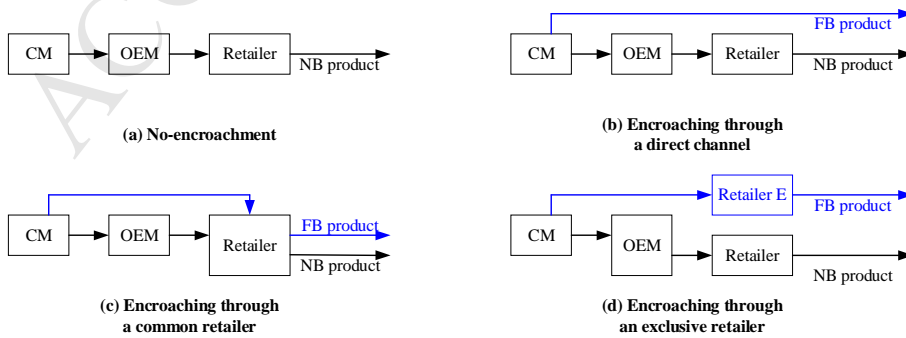 CM
OEM
Retailer
NB product
(a) No-encroachment
FB product
CM
OEM
Retailer
NB product
(b) Encroaching through
a direct channel
CM
OEM
Retailer
FB product
NB product
(c) Encroaching through
a common retailer
Retailer E
FB product
CM
OEM
Retailer
NB product
(d) Encroaching through
an exclusive retailer